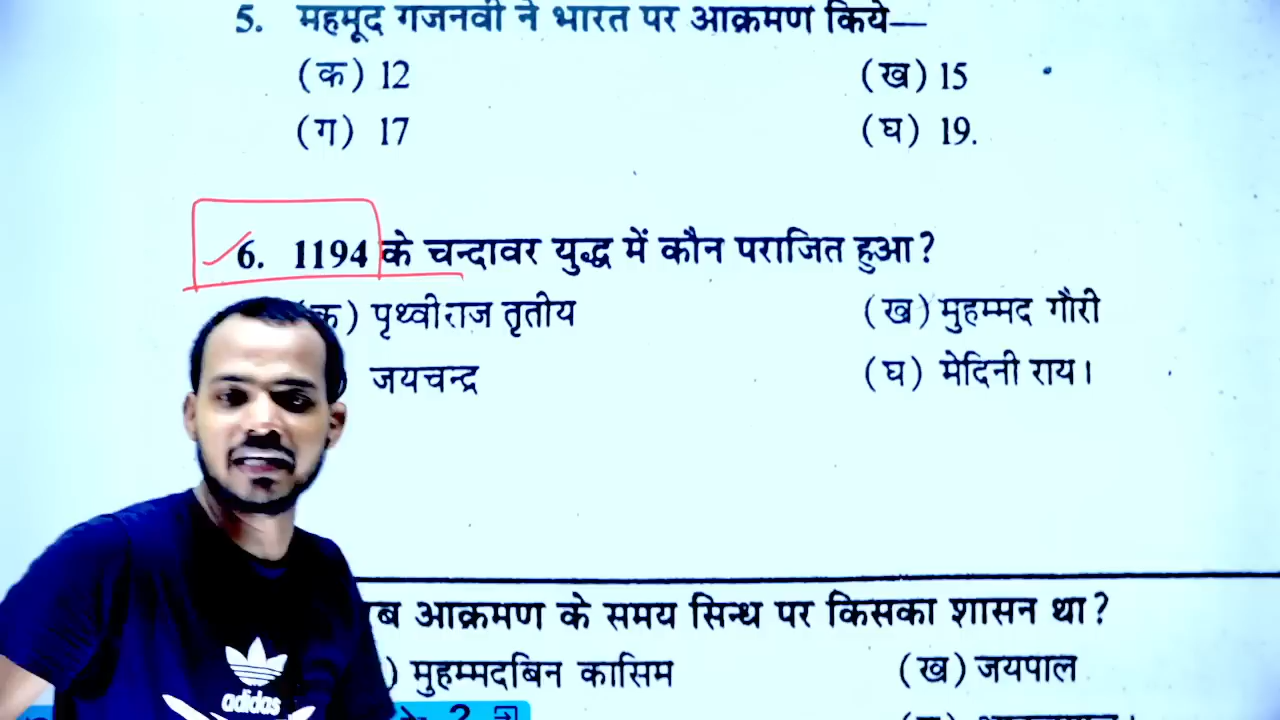 5. महमूद गजनवी ने भारत पर आक्रमण किये—
(क) 12 (ख) 15
(ग) 17 (घ) 19.
6. 1194 के चन्दावर युद्ध में कौन पराजित हुआ?
क) पृथ्वीराज तृतीय (ख) मुहम्मद गौरी
) जयचन्द्र (घ) मेदिनी राय।
ब आक्रमण के समय सिन्ध पर किसका शासन था?
) मुहम्मदबिन कासिम (ख) जयपाल
adidas